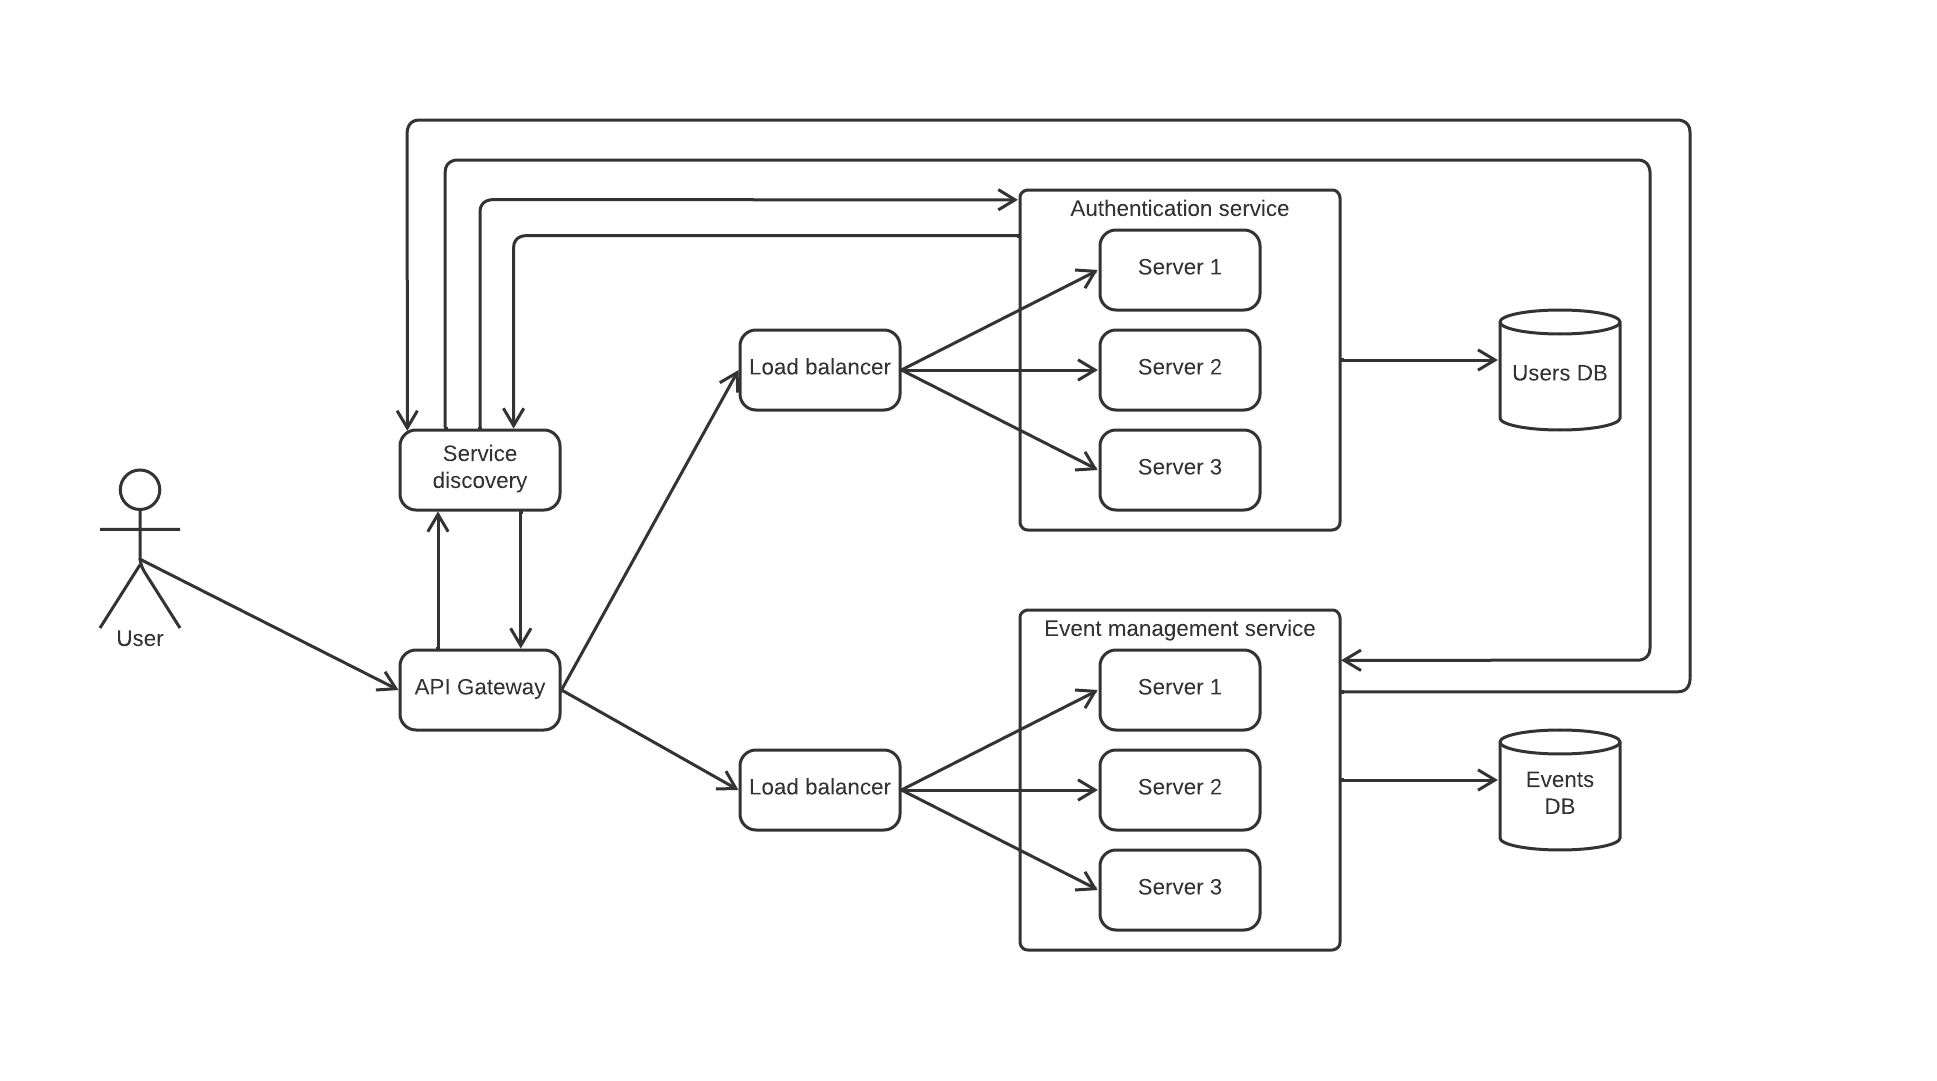 Authentication service
Server 1
Load balancer
Server 2
Users DB
Server 3
Service
discovery
User
API Gateway
Event management service
Server 1
Load balancer
Server 2
Events
DB
Server 3